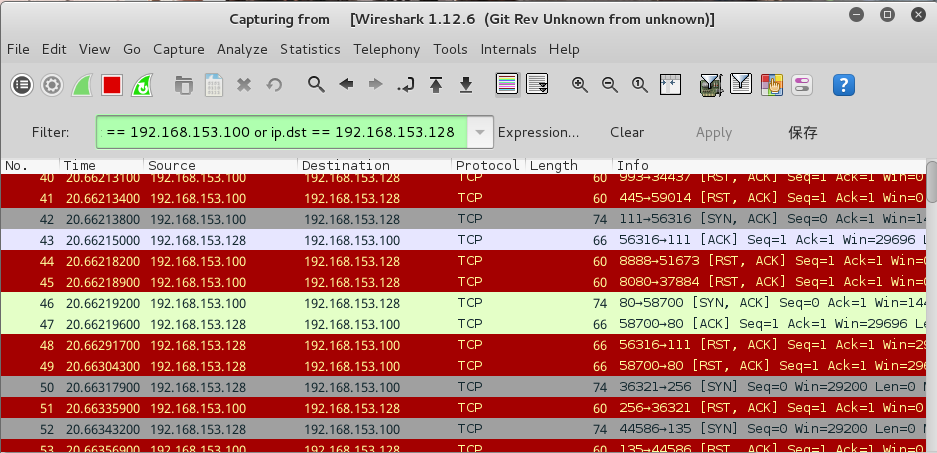 Capturing from [Wireshark 1.12.6 (Git Rev Unknown from unknown)]
File Edit View Go Capture Analyze Statistics Telephony Tools Internals Help
Filter: == 192.168.153.100 or ip.dst == 192.168.153.128 Expression... Clear Apply 保存
No. Time Source Destination Protocol Length Info
40 20.66213100 192.168.153.100 192.168.153.128 TCP 60 993→34437 [RST, ACK] Seq=1 Ack=1 Win=0
41 20.66213400 192.168.153.100 192.168.153.128 TCP 60 445→59014 [RST, ACK] Seq=1 Ack=1 Win=0
42 20.66213800 192.168.153.100 192.168.153.128 TCP 74 111→56316 [SYN, ACK] Seq=0 Ack=1 Win=14
43 20.66215000 192.168.153.128 192.168.153.100 TCP 66 56316→111 [ACK] Seq=1 Ack=1 Win=29696 L
44 20.66218200 192.168.153.100 192.168.153.128 TCP 60 8888→51673 [RST, ACK] Seq=1 Ack=1 Win=
45 20.66218900 192.168.153.100 192.168.153.128 TCP 60 8080→37884 [RST, ACK] Seq=1 Ack=1 Win=
46 20.66219200 192.168.153.100 192.168.153.128 TCP 74 80→58700 [SYN, ACK] Seq=0 Ack=1 Win=144
47 20.66219600 192.168.153.128 192.168.153.100 TCP 66 58700→80 [ACK] Seq=1 Ack=1 Win=29696 Le
48 20.66291700 192.168.153.128 192.168.153.100 TCP 66 56316→111 [RST, ACK] Seq=1 Ack=1 Win=29
49 20.66304300 192.168.153.128 192.168.153.100 TCP 66 58700→80 [RST, ACK] Seq=1 Ack=1 Win=296
50 20.66317900 192.168.153.128 192.168.153.100 TCP 74 36321→256 [SYN] Seq=0 Win=29200 Len=0 M
51 20.66335900 192.168.153.100 192.168.153.128 TCP 60 256→36321 [RST, ACK] Seq=1 Ack=1 Win=0
52 20.66343200 192.168.153.128 192.168.153.100 TCP 74 44586→135 [SYN] Seq=0 Win=29200 Len=0 M
53 20.66356900 192.168.153.100 192.168.153.128 TCP 60 135→44586 [RST, ACK] Seq=1 Ack=1 Win=0